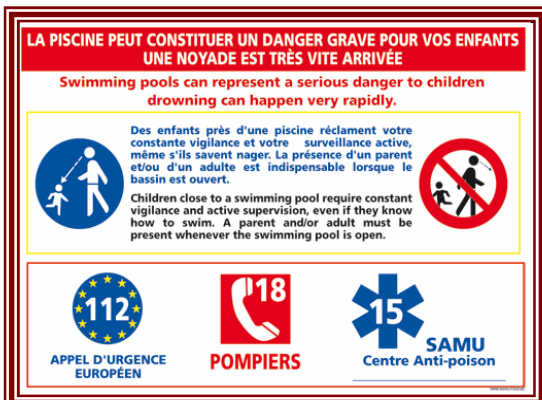 LA PISCINE PEUT CONSTITUER UN DANGER GRAVE POUR VOS ENFANTS
UNE NOYADE EST TRÈS VITE ARRIVÉE
Swimming pools can represent a serious danger to children
drowning can happen very rapidly.
Des enfants près d'une piscine réclament votre
constante vigilance et votre surveillance active,
même s'ils savent nager. La présence d'un parent
et/ou d'un adulte est indispensable lorsque le
bassin est ouvert.
Children close to a swimming pool require constant
vigilance and active supervision, even if they know
how to swim. A parent and/or adult must be
present whenever the swimming pool is open.
112
APPEL D'URGENCE
EUROPÉEN
18
POMPIERS
15
SAMU
Centre Anti-poison